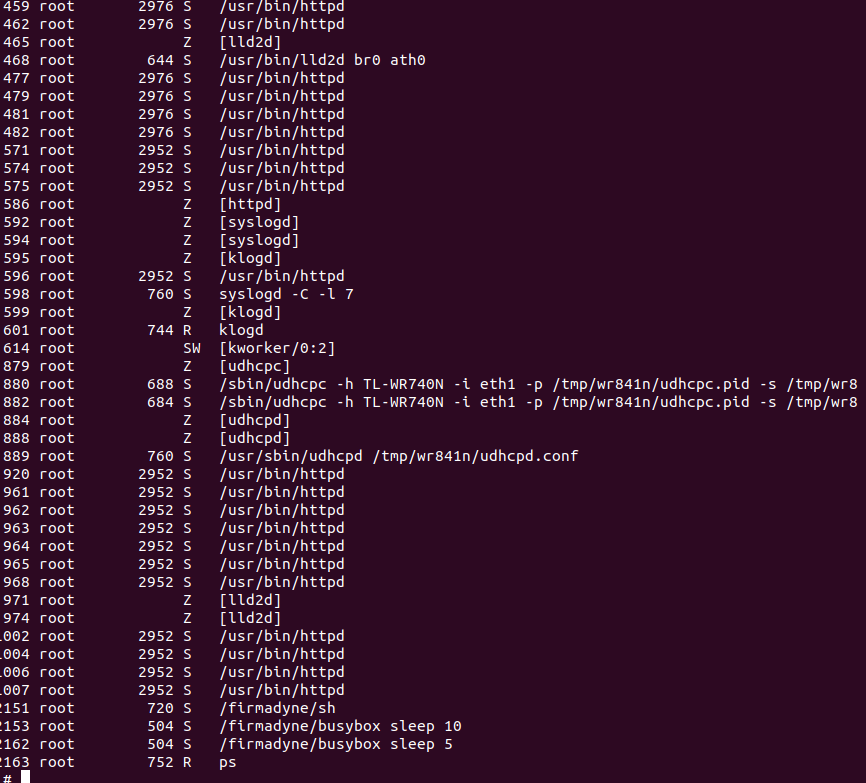 459 root 2976 S /usr/bin/httpd
462 root 2976 S /usr/bin/httpd
465 root Z [lld2d]
468 root 644 S /usr/bin/lld2d br0 ath0
477 root 2976 S /usr/bin/httpd
479 root 2976 S /usr/bin/httpd
481 root 2976 S /usr/bin/httpd
482 root 2976 S /usr/bin/httpd
571 root 2952 S /usr/bin/httpd
574 root 2952 S /usr/bin/httpd
575 root 2952 S /usr/bin/httpd
586 root Z [httpd]
592 root Z [syslogd]
594 root Z [syslogd]
595 root Z [klogd]
596 root 2952 S /usr/bin/httpd
598 root 760 S syslogd -C -l 7
599 root Z [klogd]
601 root 744 R klogd
614 root SW [kworker/0:2]
879 root Z [udhcpc]
880 root 688 S /sbin/udhcpc -h TL-WR740N -i eth1 -p /tmp/wr841n/udhcpc.pid -s /tmp/wr8
882 root 684 S /sbin/udhcpc -h TL-WR740N -i eth1 -p /tmp/wr841n/udhcpc.pid -s /tmp/wr8
884 root Z [udhcpd]
888 root Z [udhcpd]
889 root 760 S /usr/sbin/udhcpd /tmp/wr841n/udhcpd.conf
920 root 2952 S /usr/bin/httpd
961 root 2952 S /usr/bin/httpd
962 root 2952 S /usr/bin/httpd
963 root 2952 S /usr/bin/httpd
964 root 2952 S /usr/bin/httpd
965 root 2952 S /usr/bin/httpd
968 root 2952 S /usr/bin/httpd
971 root Z [lld2d]
974 root Z [lld2d]
1002 root 2952 S /usr/bin/httpd
1004 root 2952 S /usr/bin/httpd
1006 root 2952 S /usr/bin/httpd
1007 root 2952 S /usr/bin/httpd
2151 root 720 S /firmadyne/sh
2153 root 504 S /firmadyne/busybox sleep 10
2162 root 504 S /firmadyne/busybox sleep 5
2163 root 752 R ps
#